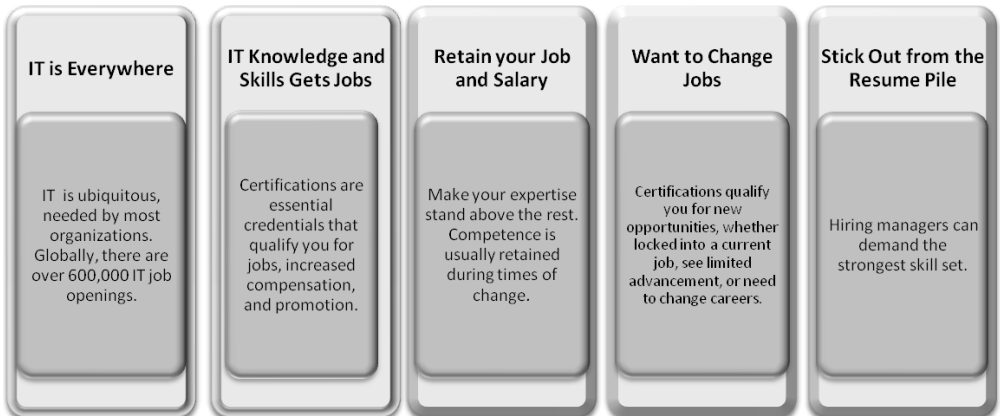 IT is Everywhere
IT is ubiquitous,
needed by most
organizations.
Globally, there are
over 600,000 IT job
openings.
IT Knowledge and
Skills Gets Jobs
Certifications are
essential
credentials that
qualify you for
jobs, increased
compensation,
and promotion.
Retain your Job
and Salary
Make your expertise
stand above the rest.
Competence is
usually retained
during times of
change.
Want to Change
Jobs
Certifications qualify
you for new
opportunities, whether
locked into a current
job, see limited
advancement, or need
to change careers.
Stick Out from the
Resume Pile
Hiring managers can
demand the
strongest skill set.